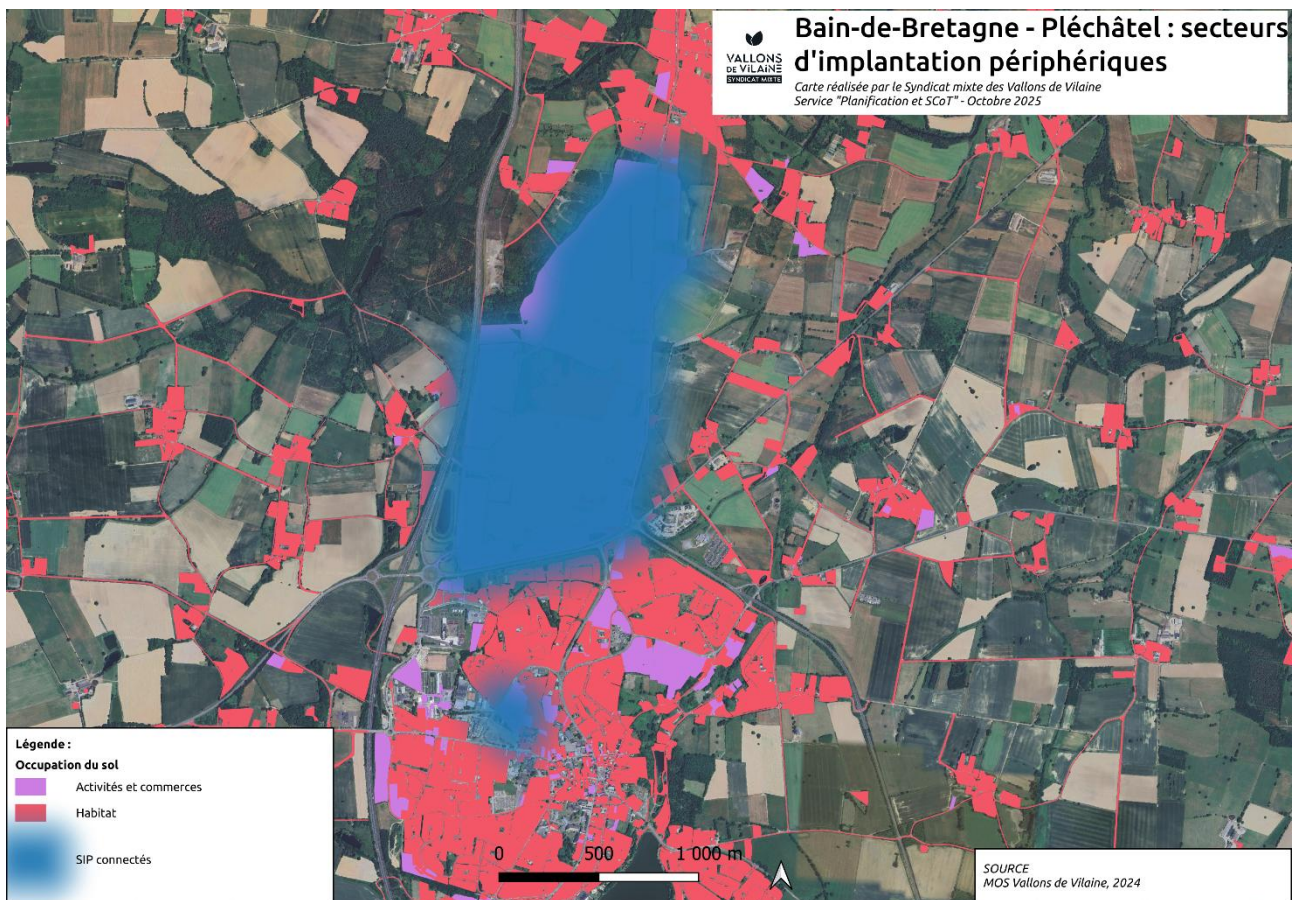 Bain-de-Bretagne - Pléchâtel : secteurs
d'implantation périphériques
VALLONS
DE VILAINE
SYNDICAT MIXTE
Carte réalisée par le Syndicat mixte des Vallons de Vilaine
Service "Planification et SCoT" - Octobre 2025
Légende :
Occupation du sol
Activités et commerces
Habitat
SIP connectés
0 500 1 000 m
SOURCE
MOS Vallons de Vilaine, 2024